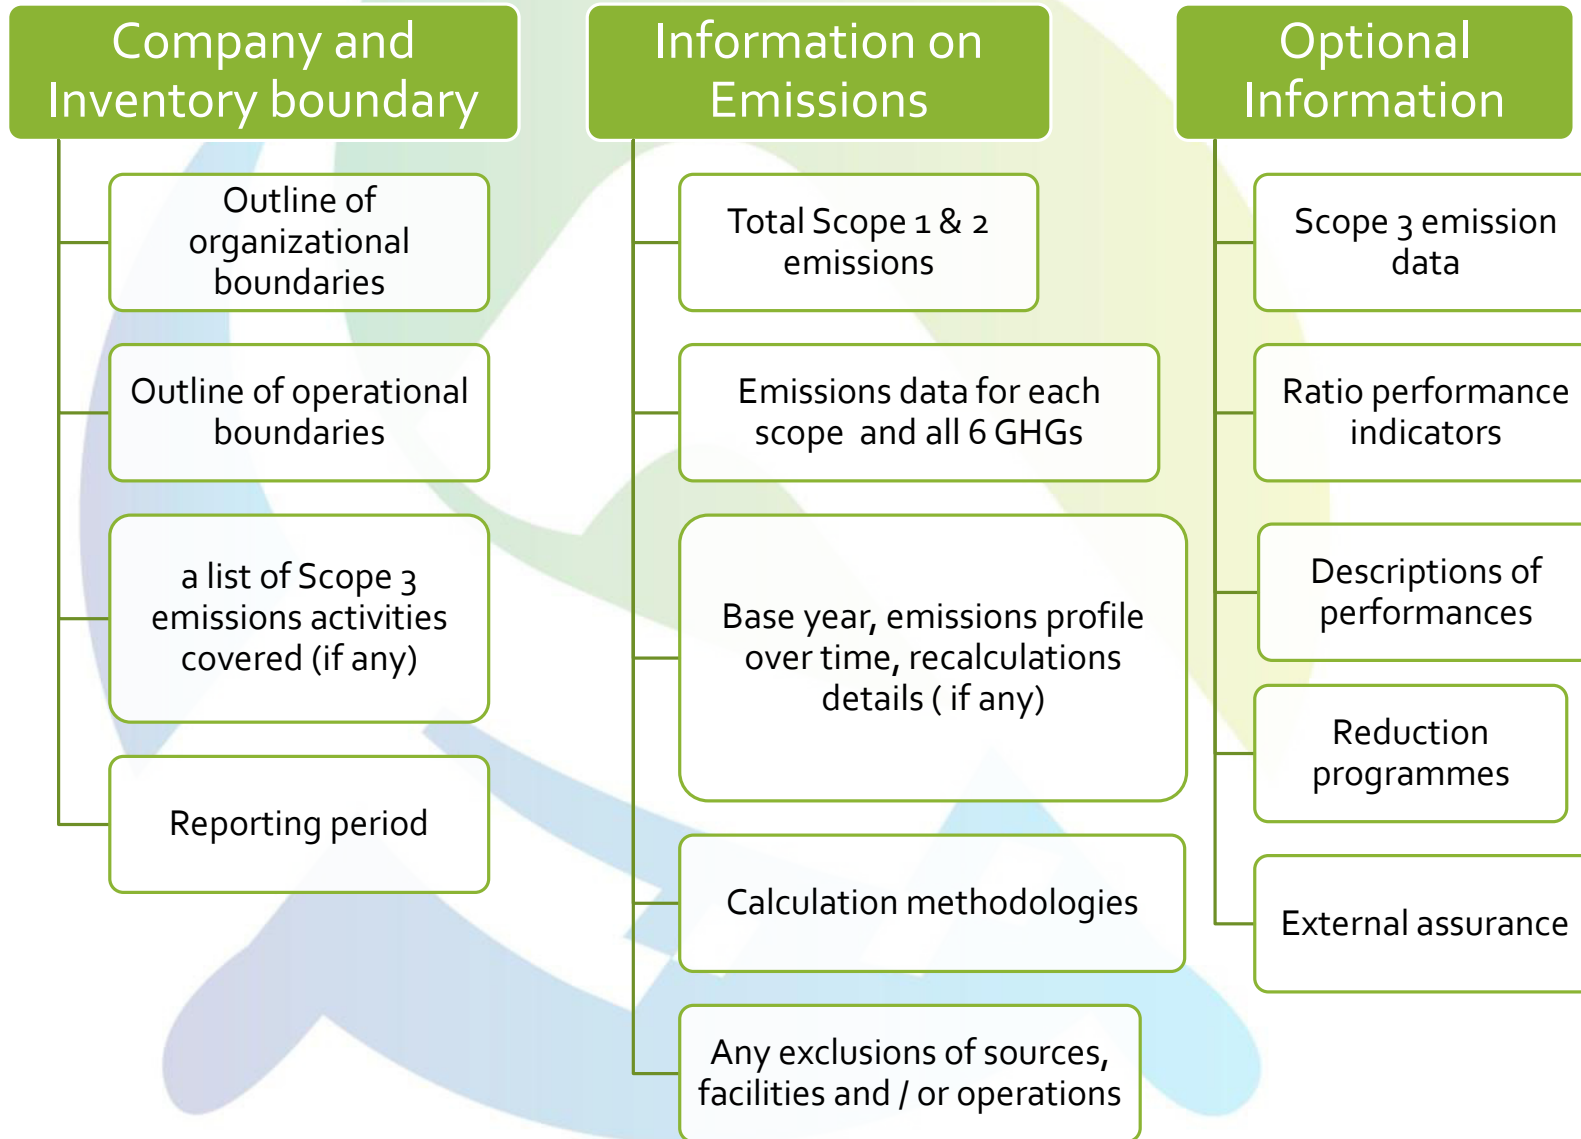 Company and
Inventory boundary
Outline of
organizational
boundaries
Outline of operational
boundaries
a list of Scope 3
emissions activities
covered (if any)
Reporting period
Information on
Emissions
Total Scope 1 & 2
emissions
Emissions data for each
scope  and all 6 GHGs
Base year, emissions profile
over time, recalculations
details ( if any)
Calculation methodologies
Any exclusions of sources,
facilities and / or operations
Optional
Information
Scope 3 emission
data
Ratio performance
indicators
Descriptions of
performances
Reduction
programmes
External assurance